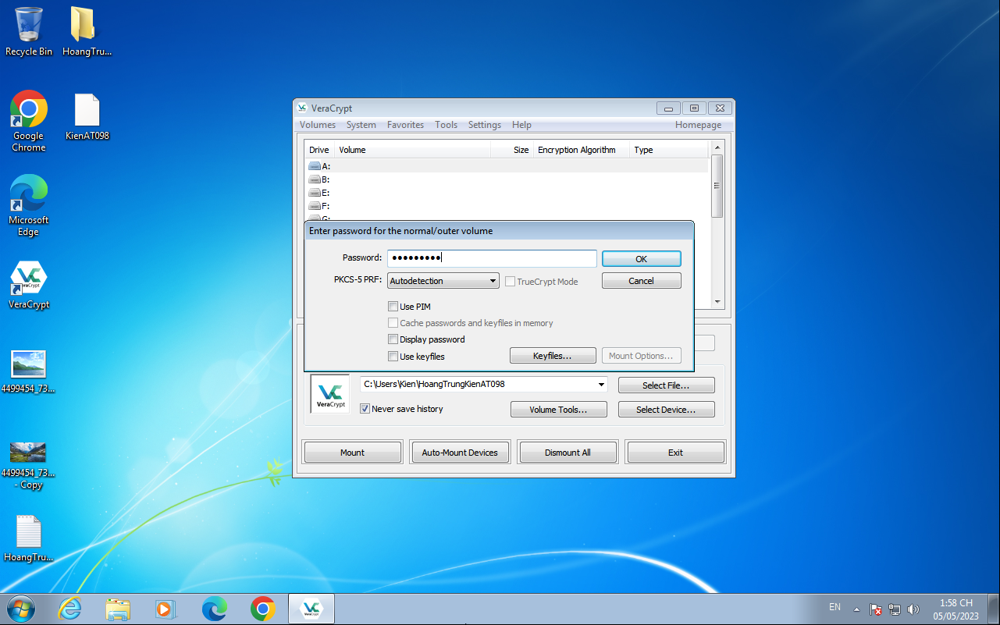 Recycle Bin
HoangTru...
Google
Chrome
KienAT098
Microsoft
Edge
VeraCrypt
4499454_73...
4499454_73...
- Copy
HoangTru...
VeraCrypt
Volumes System Favorites Tools Settings Help Homepage
Drive Volume Size Encryption Algorithm Type
A:
B:
E:
F:
G:
Enter password for the normal/outer volume
Password: ●●●●●●●●● OK
PKCS-5 PRF: Autodetection TrueCrypt Mode Cancel
Use PIM
Cache passwords and keyfiles in memory
Display password
Use keyfiles Keyfiles... Mount Options...
VeraCrypt
C:\Users\Kien\HoangTrungKienAT098 Select File...
Never save history Volume Tools... Select Device...
Mount Auto-Mount Devices Dismount All Exit
VeraCrypt
EN
1:58 CH
05/05/2023